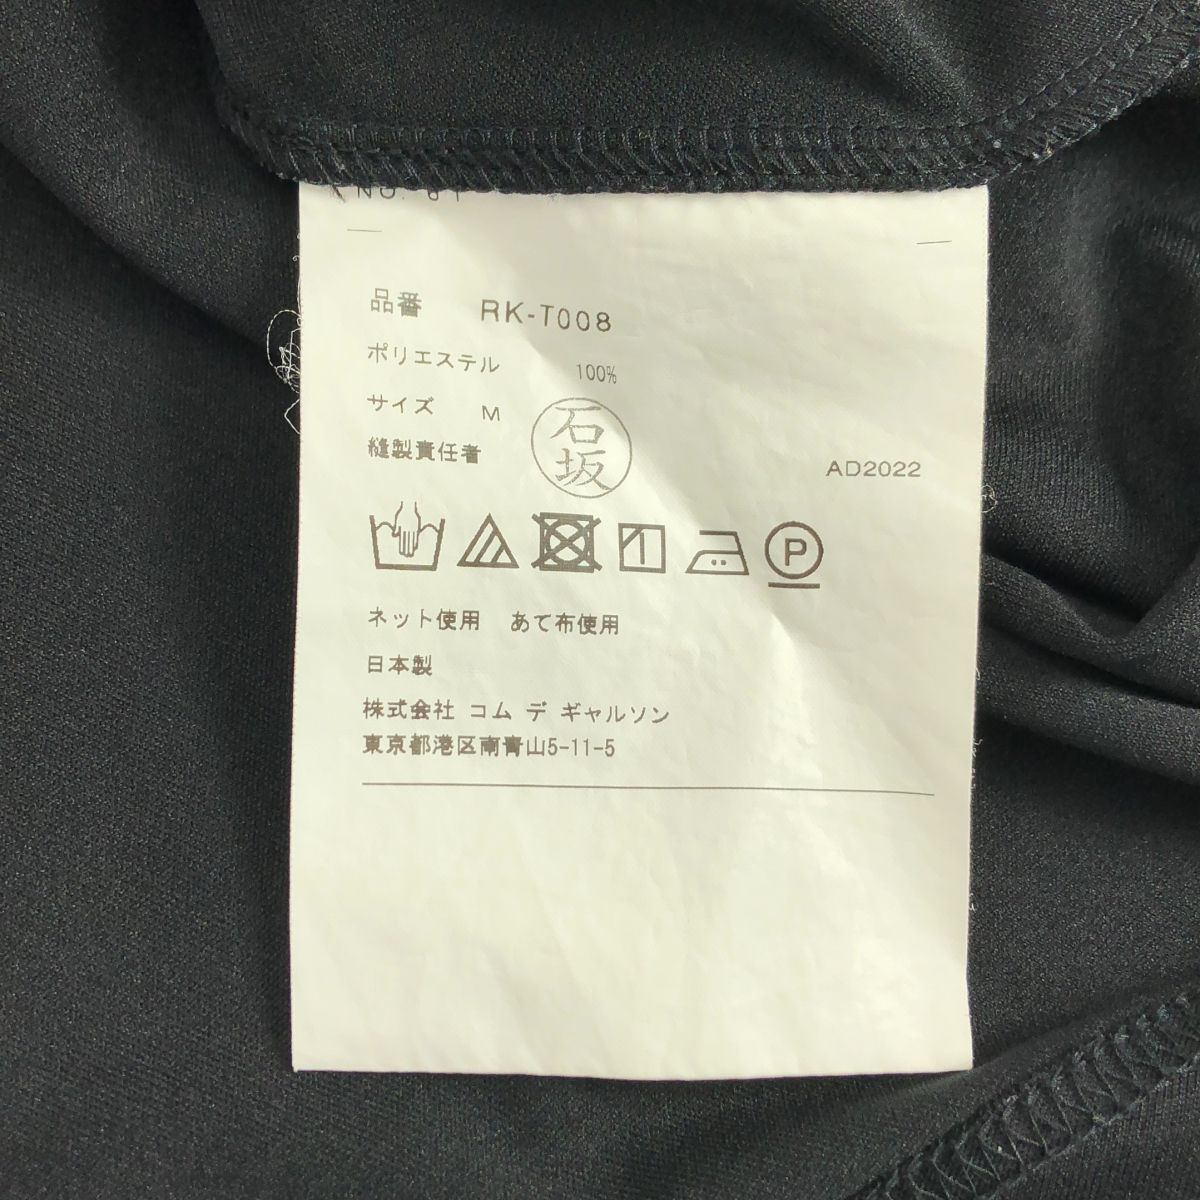 NO. 61
品番 RK-T008
ポリエステル 100%
サイズ M
縫製責任者 石坂 AD2022
P
ネット使用 あて布使用
日本製
株式会社 コム デ ギャルソン
東京都港区南青山5-11-5